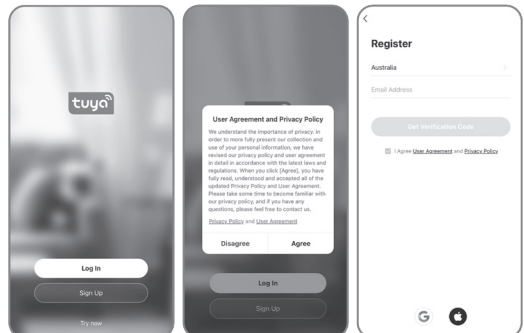 tuya
Log In
Sign Up
Try now
User Agreement and Privacy Policy
We understand the importance of privacy. In
order to more fully present our collection and
use of your personal information, we have
revised our privacy policy and user agreement
in detail in accordance with the latest laws and
regulations. When you click [Agree], you have
fully read, understood and accepted all of the
updated Privacy Policy and User Agreement.
Please take some time to become familiar with
our privacy policy, and if you have any
questions, please feel free to contact us.
Privacy Policy and User Agreement
Disagree Agree
Log In
Sign Up
Register
Australia
Email Address
Get Verification Code
I Agree User Agreement and Privacy Policy
G